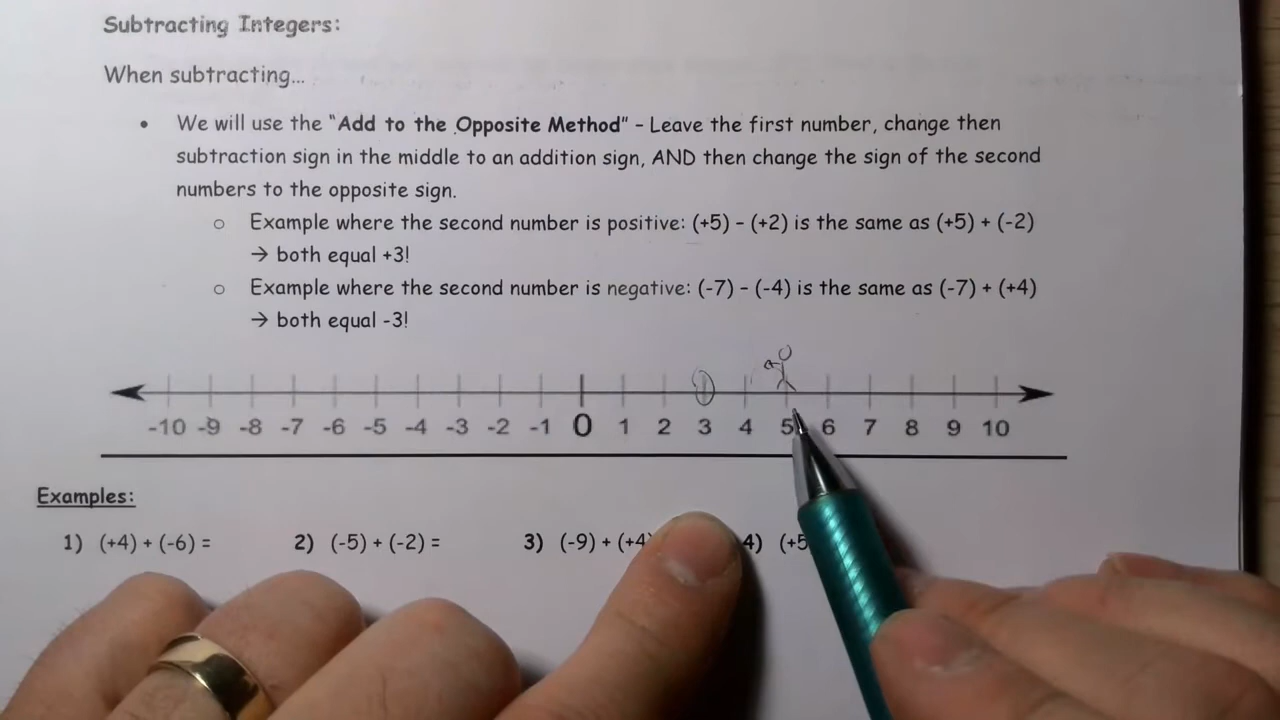 Subtracting Integers:
When subtracting...
• We will use the "Add to the Opposite Method" – Leave the first number, change then
subtraction sign in the middle to an addition sign, AND then change the sign of the second
numbers to the opposite sign.
o Example where the second number is positive: (+5) – (+2) is the same as (+5) + (-2)
→ both equal +3!
o Example where the second number is negative: (-7) – (-4) is the same as (-7) + (+4)
→ both equal -3!
-10 -9 -8 -7 -6 -5 -4 -3 -2 -1 0 1 2 3 4 5 6 7 8 9 10
Examples:
1) (+4) + (-6) = 2) (-5) + (-2) = 3) (-9) + (+4) 4) (+5